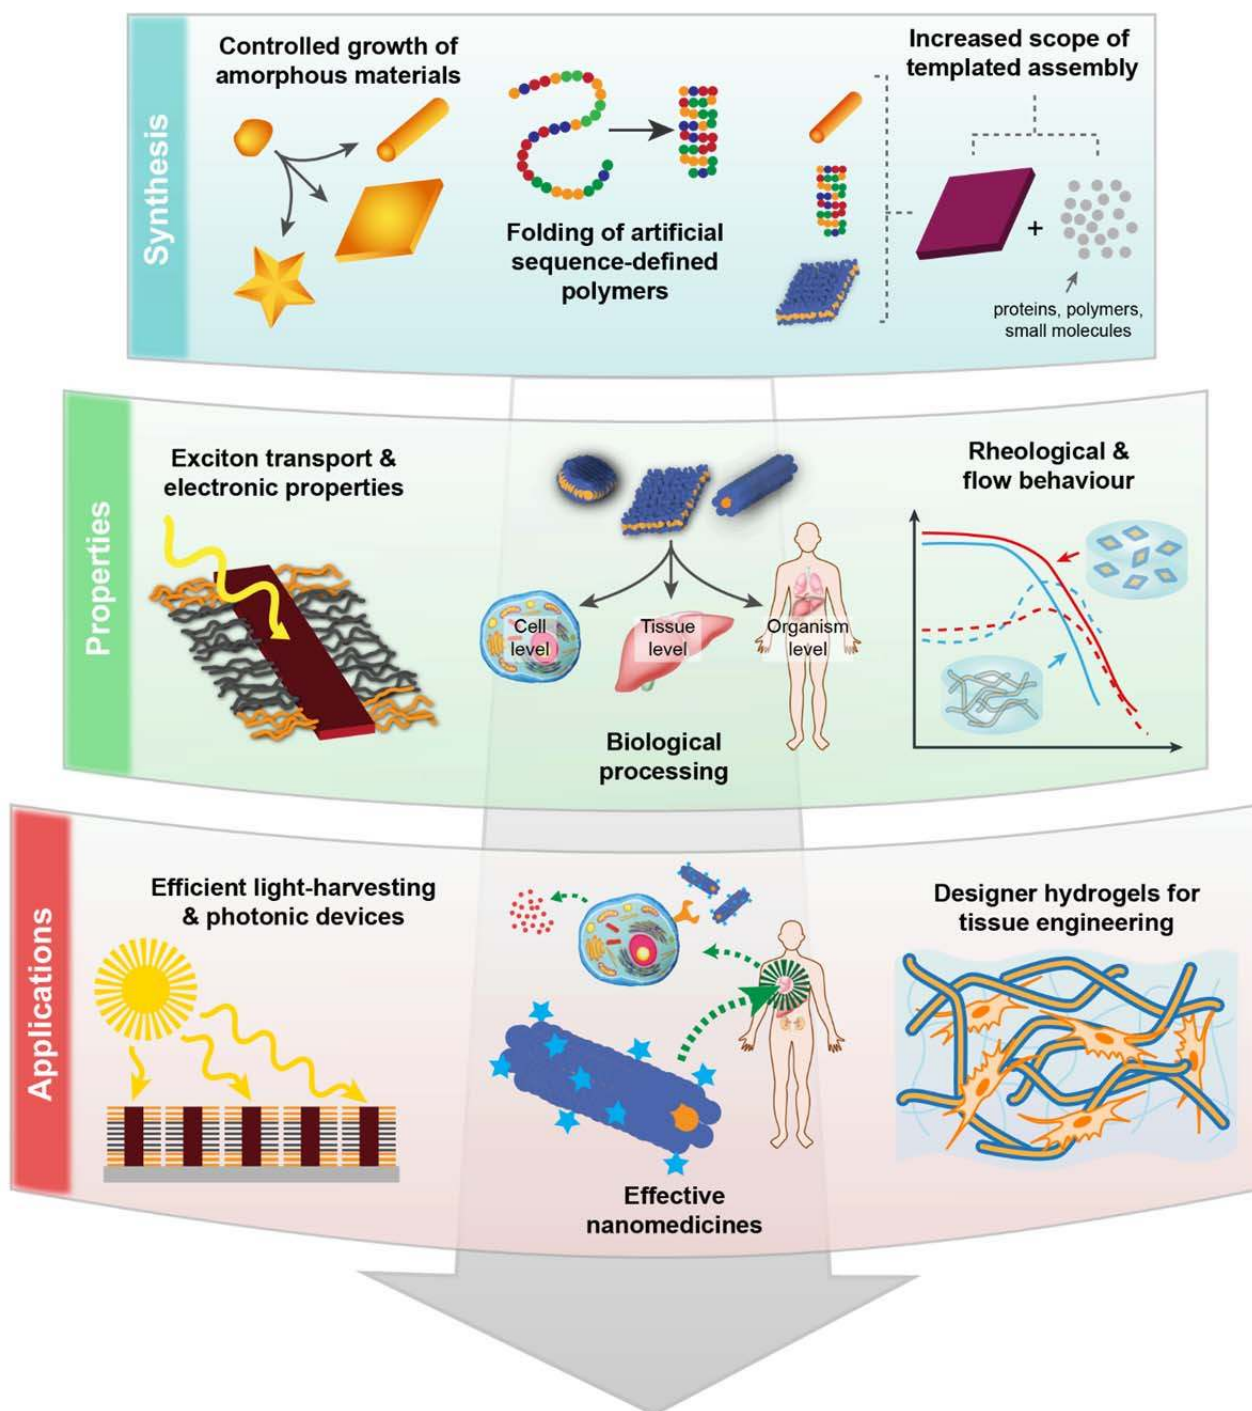 Synthesis
Controlled growth of
amorphous materials
Folding of artificial
sequence-defined
polymers
Increased scope of
templated assembly
+
proteins, polymers,
small molecules
Properties
Exciton transport &
electronic properties
Cell
level
Tissue
level
Organism
level
Biological
processing
Rheological &
flow behaviour
Applications
Efficient light-harvesting
& photonic devices
Effective
nanomedicines
Designer hydrogels for
tissue engineering